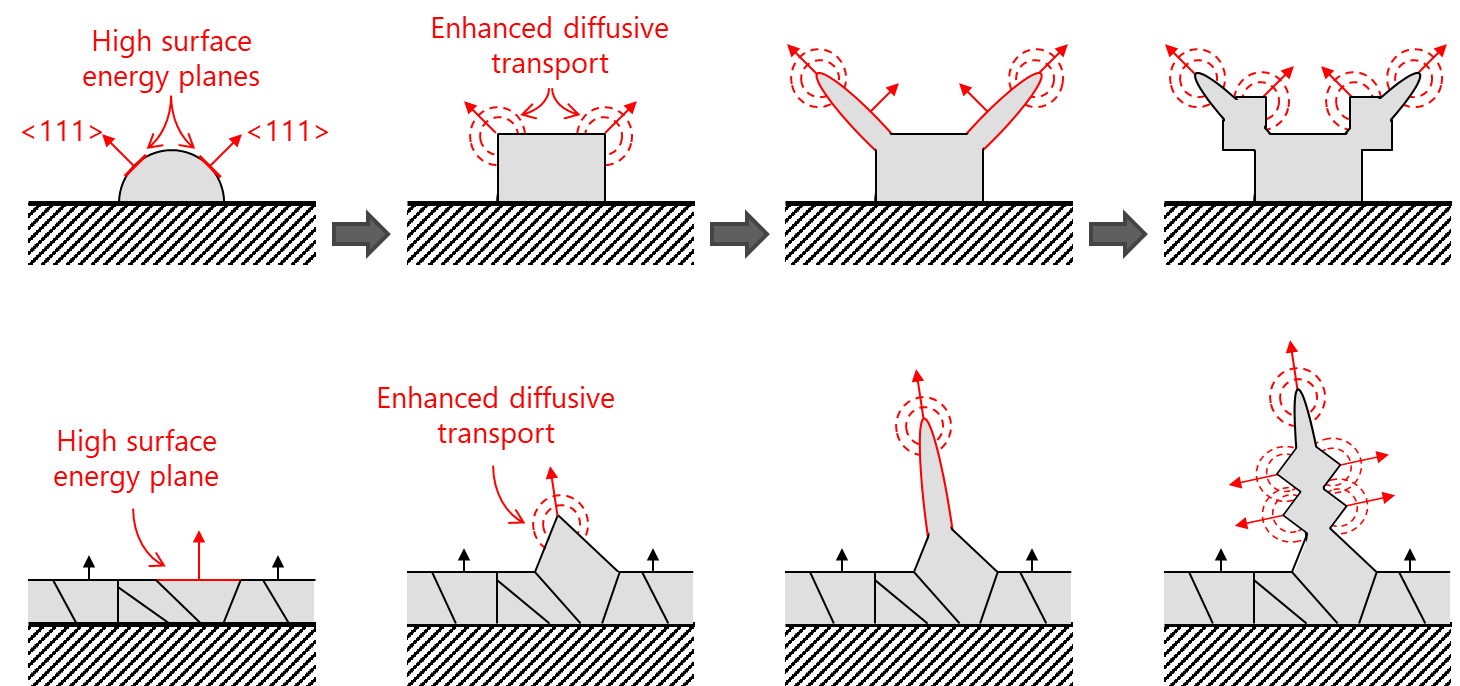 High surface
energy planes
<111>
<111>
Enhanced diffusive
transport
High surface
energy plane
Enhanced diffusive
transport